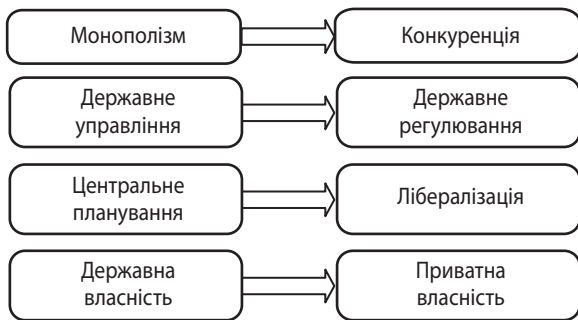 Монополізм
Конкуренція
Державне
управління
Державне
регулювання
Центральне
планування
Лібералізація
Державна
власність
Приватна
власність